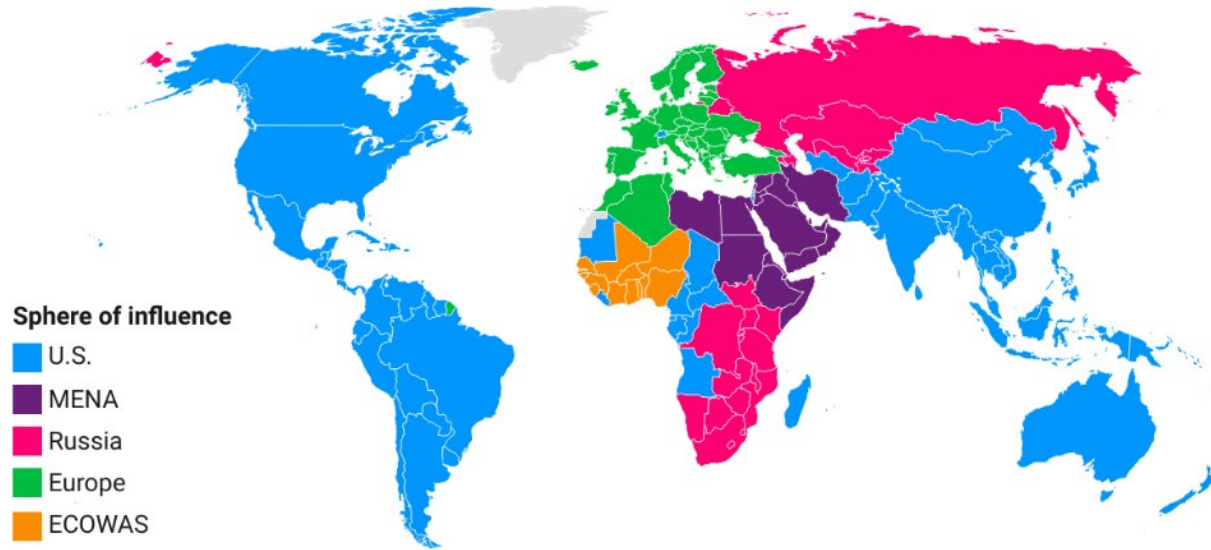 Sphere of influence
U.S.
MENA
Russia
Europe
ECOWAS